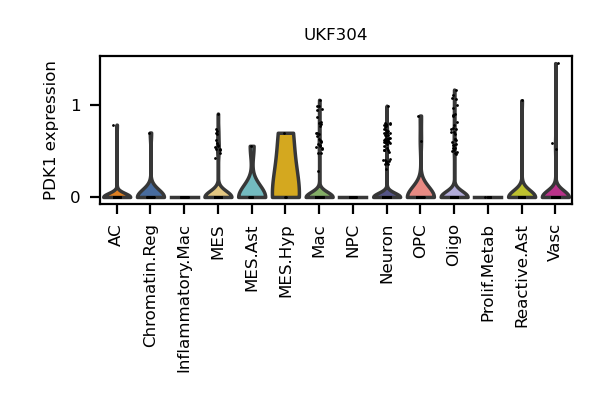 UKF304
PDK1 expression
1
0
AC
Chromatin.Reg
Inflammatory.Mac
MES
MES.Ast
MES.Hyp
Mac
NPC
Neuron
OPC
Oligo
Prolif.Metab
Reactive.Ast
Vasc